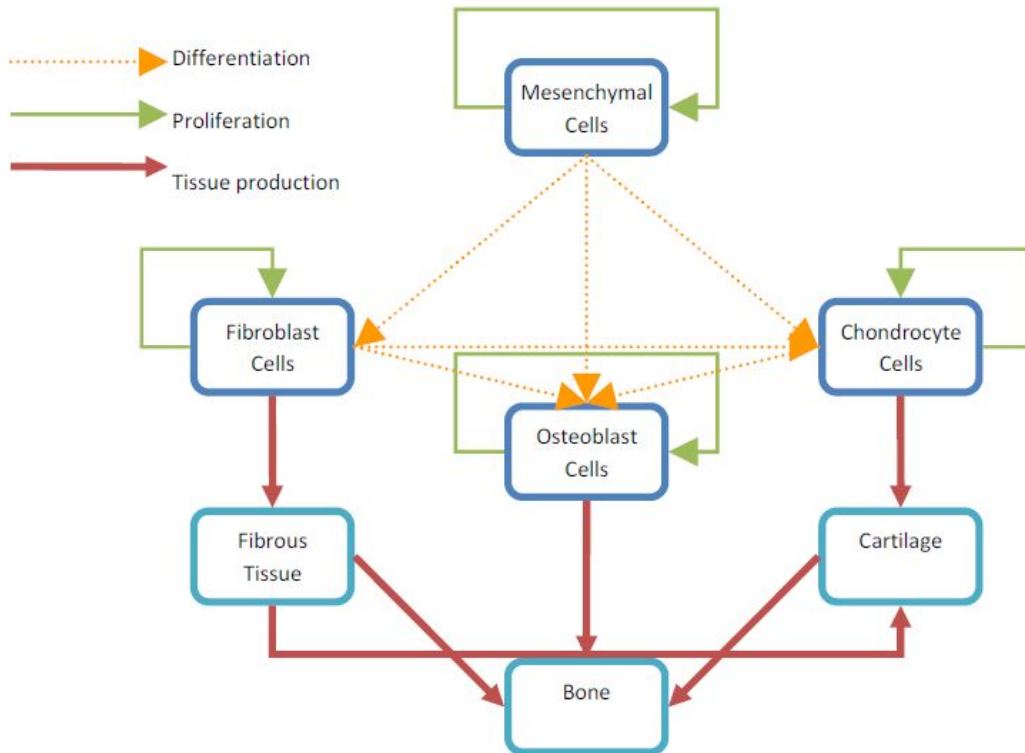 Differentiation
Proliferation
Tissue production
Mesenchymal
Cells
Fibroblast
Cells
Chondrocyte
Cells
Osteoblast
Cells
Fibrous
Tissue
Cartilage
Bone